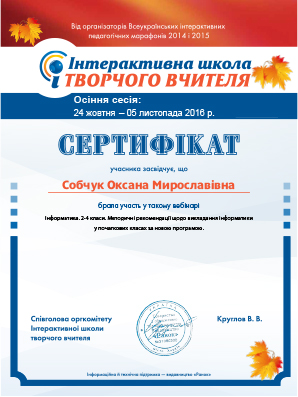 Від організаторів Всеукраїнських інтерактивних
педагогічних марафонів 2014 і 2015
Інтерактивна школа
ТВОРЧОГО ВЧИТЕЛЯ
Осіння сесія:
24 жовтня – 05 листопада 2016 р.
СЕРТИФІКАТ
учасника засвідчує, що
Собчук Оксана Мирославівна
брала участь у такому вебінарі
Інформатика. 2-4 класи. Методичні рекомендації щодо викладання інформатики
у початкових класах за новою програмою.
Співголова оргкомітету
Інтерактивної школи
творчого вчителя
Круглов В. В.
Інформаційна й технічна підтримка — видавництво «Ранок»